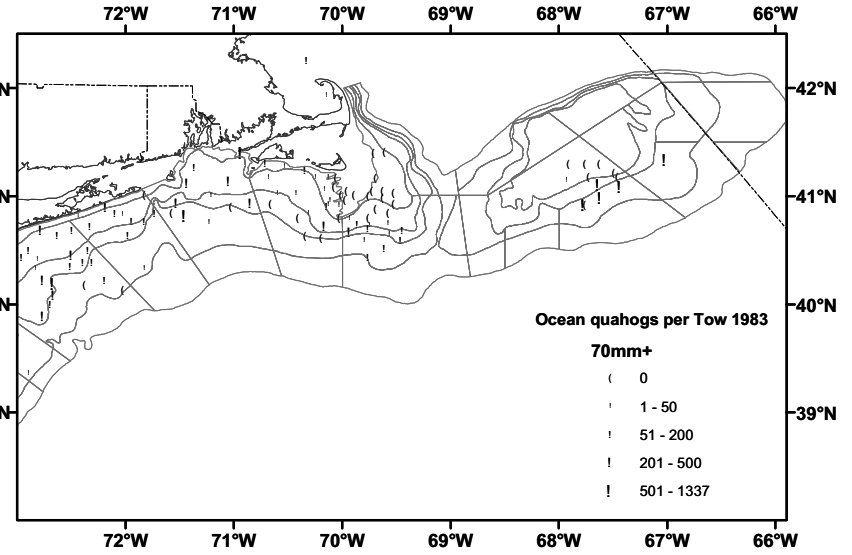 72°W 71°W 70°W 69°W 68°W 67°W 66°W
N 42°N
N 41°N
N 40°N
Ocean quahogs per Tow 1983
70mm+
( 0
! 1 - 50
! 51 - 200
! 201 - 500
! 501 - 1337
N 39°N
72°W 71°W 70°W 69°W 68°W 67°W 66°W